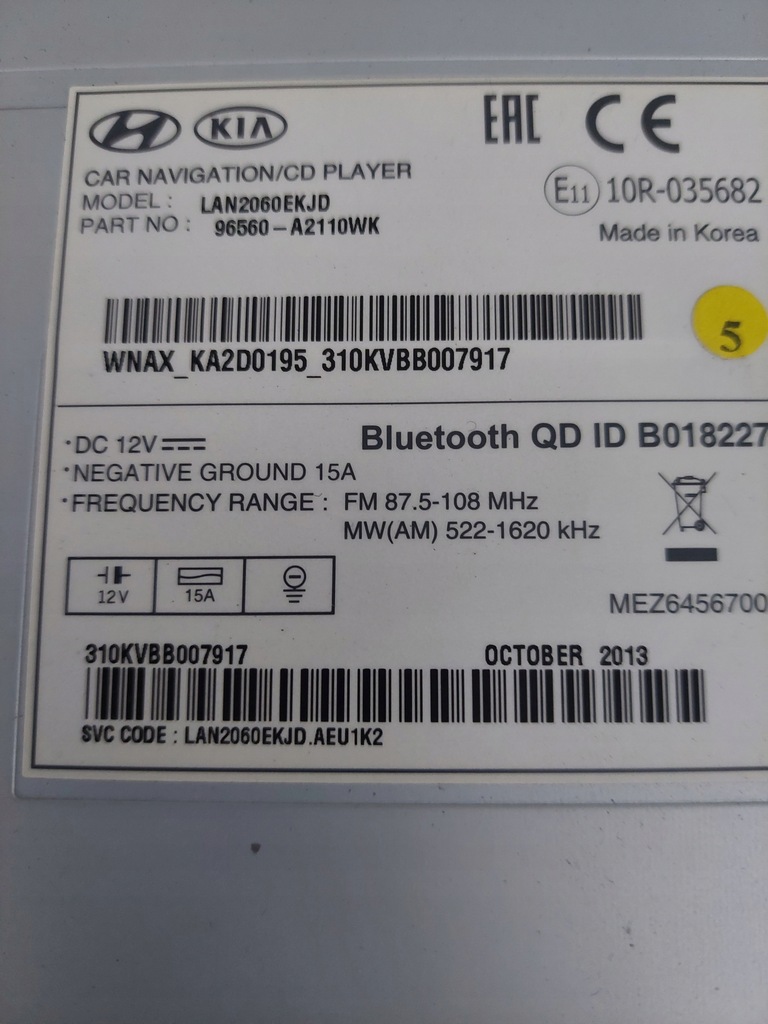 KIA
EAC CE
CAR NAVIGATION/CD PLAYER
MODEL : LAN2060EKJD
PART NO : 96560-A2110WK
E11 10R-035682
Made in Korea
5
WNAX_KA2D0195_310KVBB007917
·DC 12V
Bluetooth QD ID B018227
·NEGATIVE GROUND 15A
·FREQUENCY RANGE : FM 87.5-108 MHz
MW(AM) 522-1620 kHz
12V 15A
MEZ6456700
310KVBB007917 OCTOBER 2013
SVC CODE : LAN2060EKJD.AEU1K2